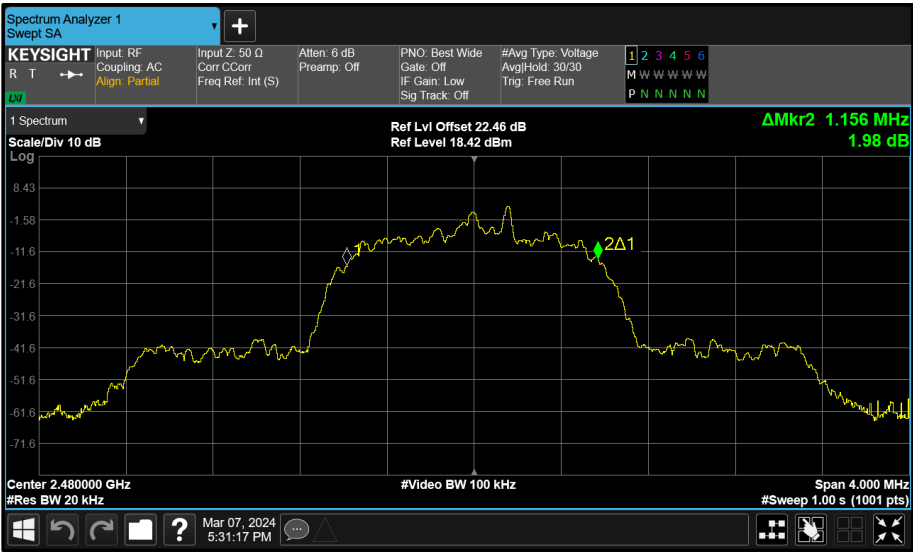 Spectrum Analyzer 1
Swept SA
+
KEYSIGHT
R T
LXI
Input: RF
Coupling: AC
Align: Partial
Input Z: 50 Ω
Corr CCorr
Freq Ref: Int (S)
Atten: 6 dB
Preamp: Off
PNO: Best Wide
Gate: Off
IF Gain: Low
Sig Track: Off
#Avg Type: Voltage
Avg|Hold: 30/30
Trig: Free Run
1 2 3 4 5 6
M W W W W W
P N N N N N
1 Spectrum
Scale/Div 10 dB
Ref Lvl Offset 22.46 dB
Ref Level 18.42 dBm
ΔMkr2 1.156 MHz
1.98 dB
Log
8.43
-1.58
-11.6
-21.6
-31.6
-41.6
-51.6
-61.6
-71.6
1
2Δ1
Center 2.480000 GHz
#Res BW 20 kHz
#Video BW 100 kHz
Span 4.000 MHz
#Sweep 1.00 s (1001 pts)
?
Mar 07, 2024
5:31:17 PM